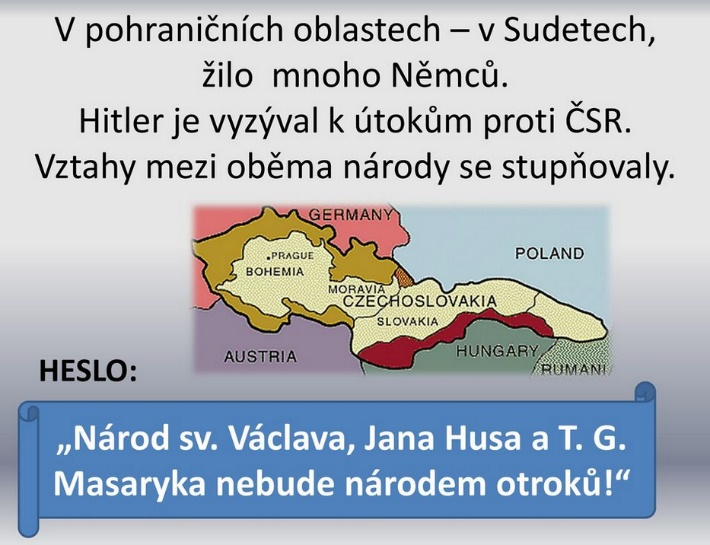 V pohraničních oblastech – v Sudetech,
žilo mnoho Němců.
Hitler je vyzýval k útokům proti ČSR.
Vztahy mezi oběma národy se stupňovaly.
GERMANY
PRAGUE
POLAND
BOHEMIA
MORAVIA
CZECHOSLOVAKIA
SLOVAKIA
AUSTRIA
HUNGARY
RUMANI
HESLO:
„Národ sv. Václava, Jana Husa a T. G.
Masaryka nebude národem otroků!“